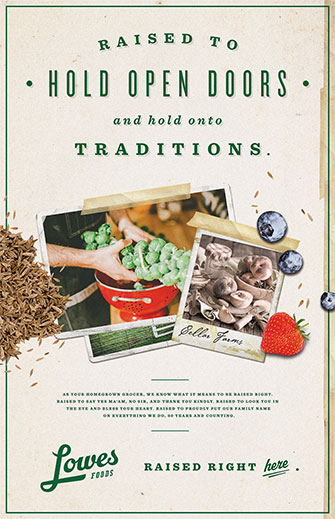 RAISED TO
• HOLD OPEN DOORS •
and hold onto
TRADITIONS.
Cellar Farms
AS YOUR HOMEGROWN GROCER, WE KNOW WHAT IT MEANS TO BE RAISED RIGHT.
RAISED TO SAY YES MA'AM, NO SIR, AND THANK YOU KINDLY. RAISED TO LOOK YOU IN
THE EYE AND BLESS YOUR HEART. RAISED TO PROUDLY PUT OUR FAMILY NAME
ON EVERYTHING WE DO, 60 YEARS AND COUNTING.
Lowes
FOODS
RAISED RIGHT here.